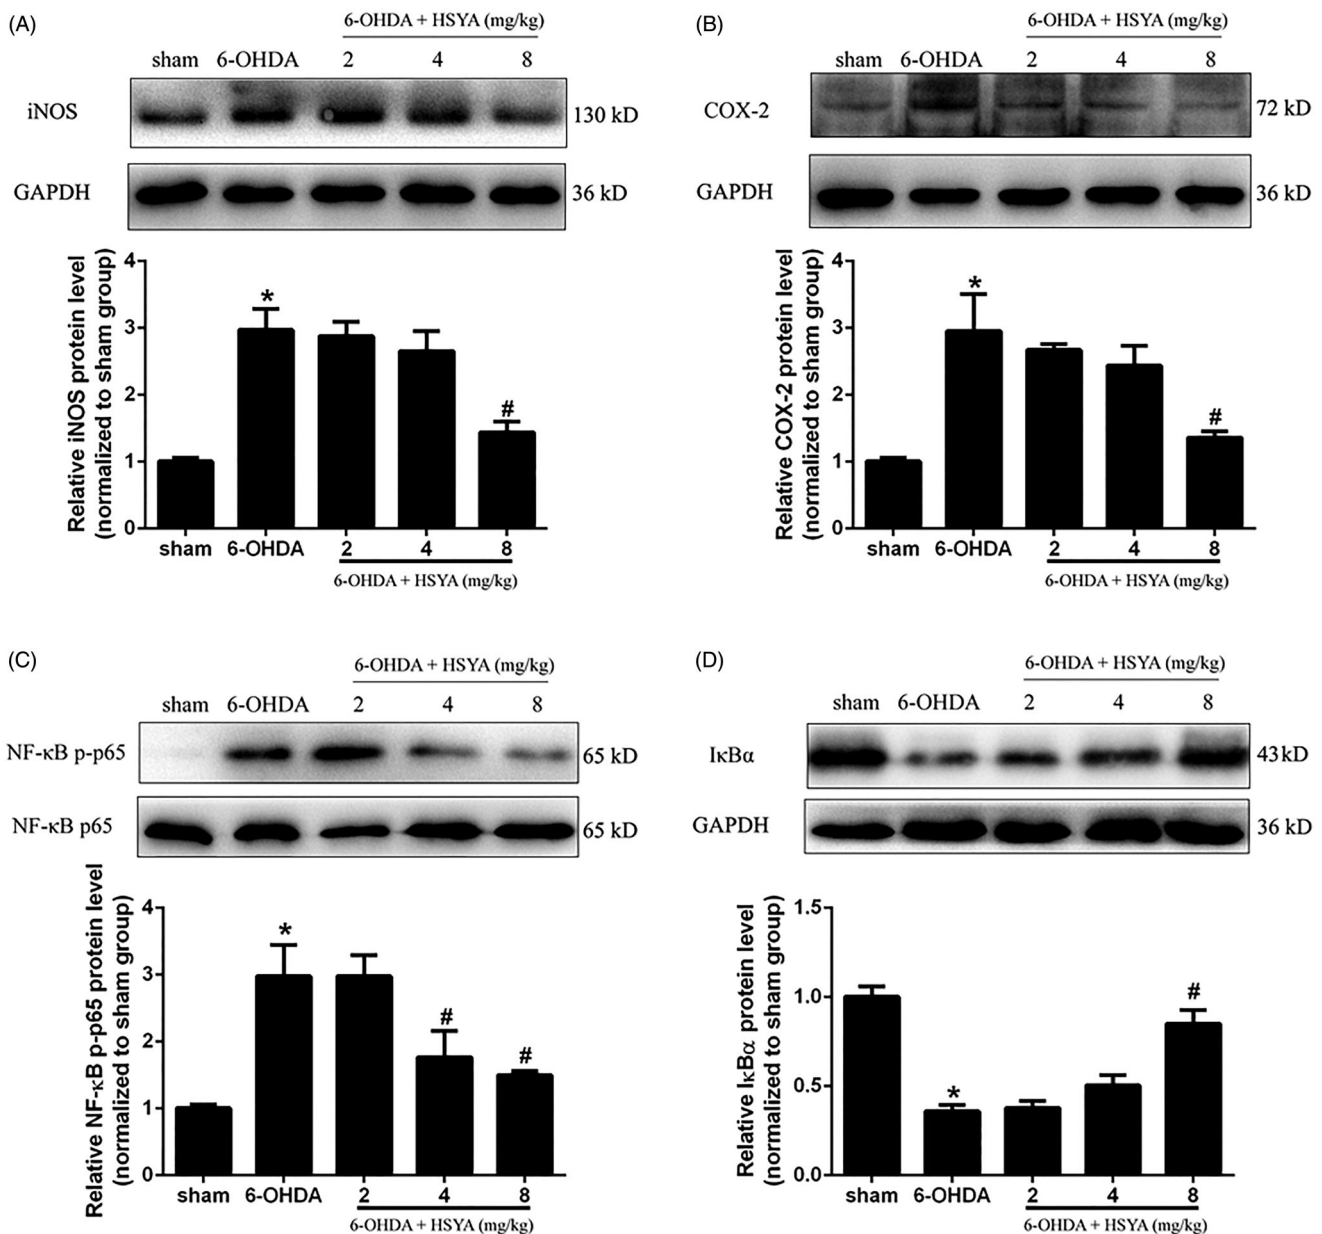 (A)
6-OHDA + HSYA (mg/kg)
sham 6-OHDA 2 4 8
iNOS 130 kD
GAPDH 36 kD
Relative iNOS protein level
(normalized to sham group)
4
3
2
1
0
*
#
sham 6-OHDA 2 4 8
6-OHDA + HSYA (mg/kg)
(B)
6-OHDA + HSYA (mg/kg)
sham 6-OHDA 2 4 8
COX-2 72 kD
GAPDH 36 kD
Relative COX-2 protein level
(normalized to sham group)
4
3
2
1
0
*
#
sham 6-OHDA 2 4 8
6-OHDA + HSYA (mg/kg)
(C)
6-OHDA + HSYA (mg/kg)
sham 6-OHDA 2 4 8
NF-κB p-p65 65 kD
NF-κB p65 65 kD
Relative NF-κB p-p65 protein level
(normalized to sham group)
4
3
2
1
0
*
#
#
sham 6-OHDA 2 4 8
6-OHDA + HSYA (mg/kg)
(D)
6-OHDA + HSYA (mg/kg)
sham 6-OHDA 2 4 8
IκBα 43 kD
GAPDH 36 kD
Relative IκBα protein level
(normalized to sham group)
1.5
1.0
0.5
0.0
*
#
sham 6-OHDA 2 4 8
6-OHDA + HSYA (mg/kg)